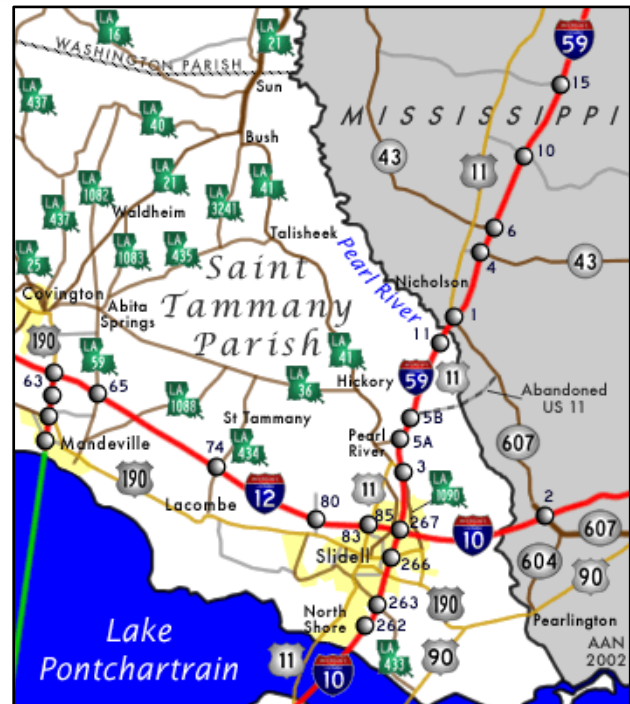 LA 16
LA 21
59
WASHINGTON PARISH
LA 437
Sun
15
LA 40
MISSISSIPPI
Bush
43
11
10
LA 1082
LA 21
LA 3241
LA 41
LA 437
Waldheim
6
LA 25
LA 1083
LA 435
Talisheek
Pearl River
4
43
Covington
Abita Springs
Saint Tammany Parish
Nicholson
1
190
LA 59
LA 41
11
63
65
LA 1088
LA 36
Hickory
59
11
Abandoned US 11
St Tammany
5B
5A
607
Mandeville
74
LA 434
Pearl River
3
190
12
11
LA 1090
2
Lacombe
80
85
83
267
10
607
Slidell
266
604
90
263
190
Pearlington
North Shore
262
Lake Pontchartrain
11
10
LA 433
90
AAN 2002